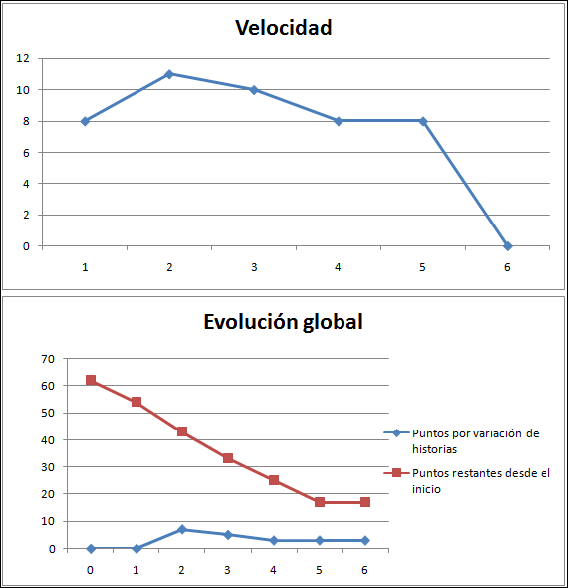 Velocidad
12
10
8
6
4
2
0
1 2 3 4 5 6
Evolución global
70
60
50
40
30
20
10
0
0 1 2 3 4 5 6
Puntos por variación de
historias
Puntos restantes desde el
inicio